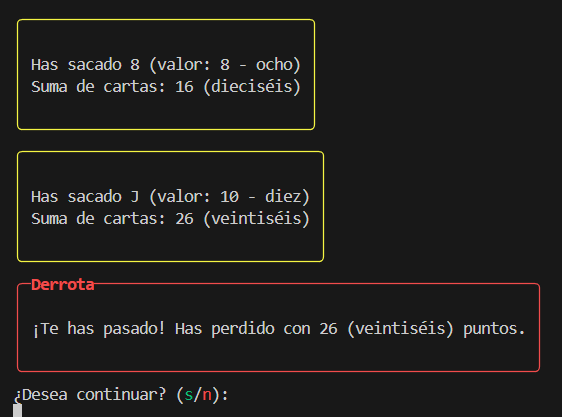 Has sacado 8 (valor: 8 - ocho)
Suma de cartas: 16 (dieciséis)
Has sacado J (valor: 10 - diez)
Suma de cartas: 26 (veintiséis)
Derrota
¡Te has pasado! Has perdido con 26 (veintiséis) puntos.
¿Desea continuar? (s/n):